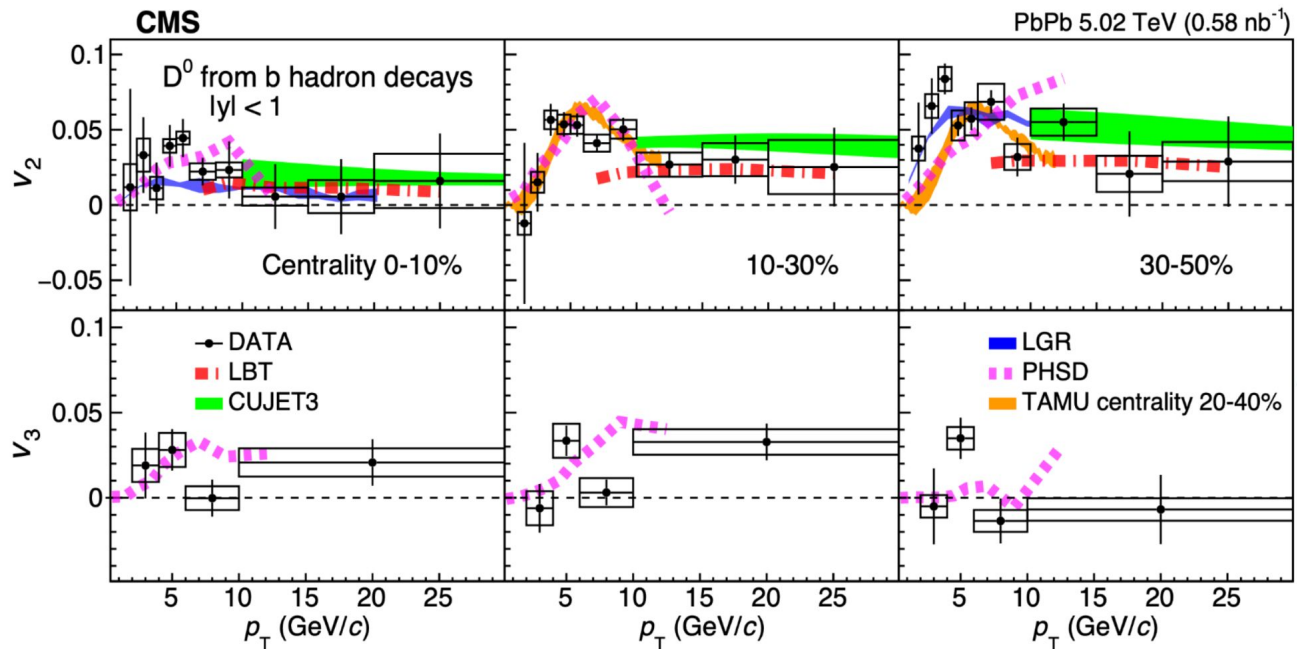 CMS
PbPb 5.02 TeV (0.58 nb⁻¹)
0.1
0.05
0
−0.05
v₂
D⁰ from b hadron decays
|y| < 1
Centrality 0-10%
10-30%
30-50%
0.1
0.05
0
v₃
DATA
LBT
CUJET3
LGR
PHSD
TAMU centrality 20-40%
5 10 15 20 25
5 10 15 20 25
5 10 15 20 25
p_T (GeV/c)
p_T (GeV/c)
p_T (GeV/c)